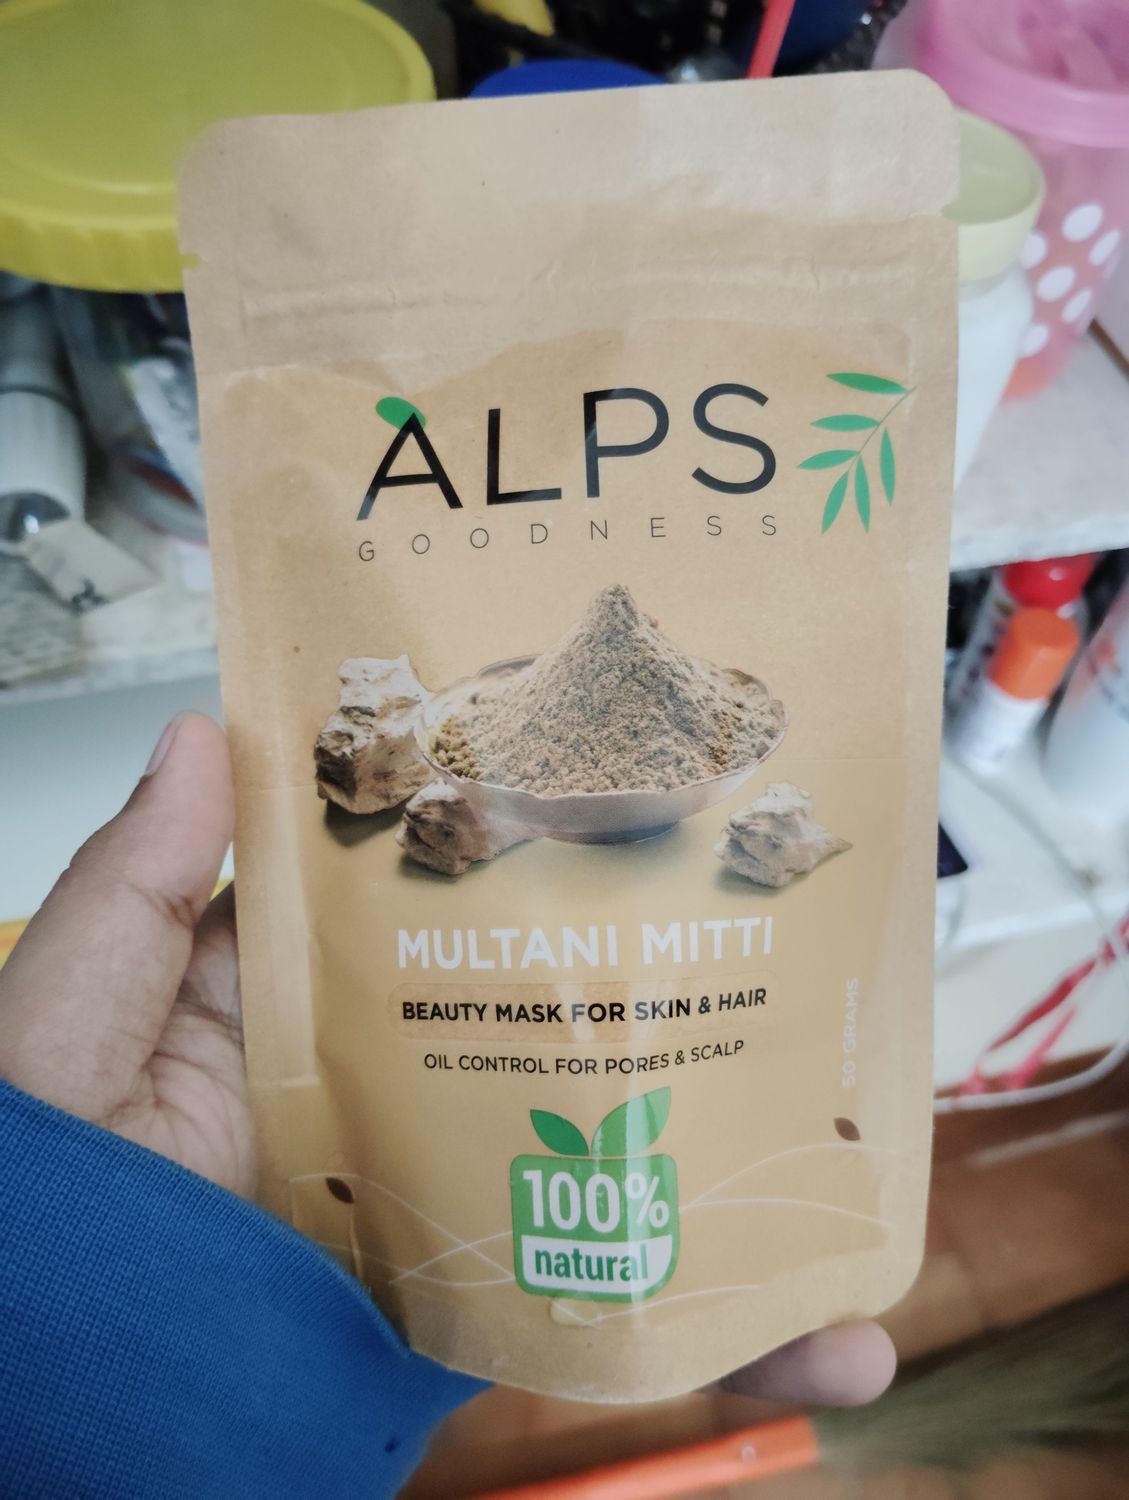 ALPS
GOODNESS
MULTANI MITTI
BEAUTY MASK FOR SKIN & HAIR
OIL CONTROL FOR PORES & SCALP
50 GRAMS
100%
natural